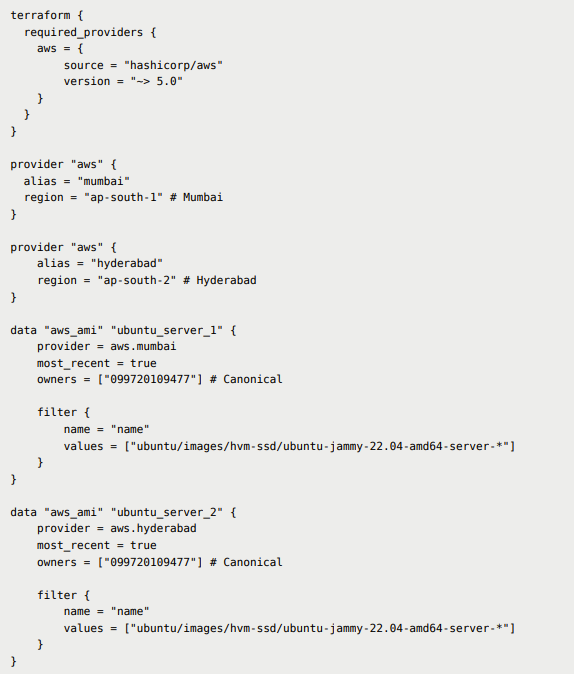 terraform {
  required_providers {
    aws = {
        source = "hashicorp/aws"
        version = "~> 5.0"
    }
  }
}

provider "aws" {
  alias = "mumbai"
  region = "ap-south-1" # Mumbai
}

provider "aws" {
    alias = "hyderabad"
    region = "ap-south-2" # Hyderabad
}

data "aws_ami" "ubuntu_server_1" {
    provider = aws.mumbai
    most_recent = true
    owners = ["099720109477"] # Canonical

    filter {
        name = "name"
        values = ["ubuntu/images/hvm-ssd/ubuntu-jammy-22.04-amd64-server-*"]
    }
}

data "aws_ami" "ubuntu_server_2" {
    provider = aws.hyderabad
    most_recent = true
    owners = ["099720109477"] # Canonical

    filter {
        name = "name"
        values = ["ubuntu/images/hvm-ssd/ubuntu-jammy-22.04-amd64-server-*"]
    }
}